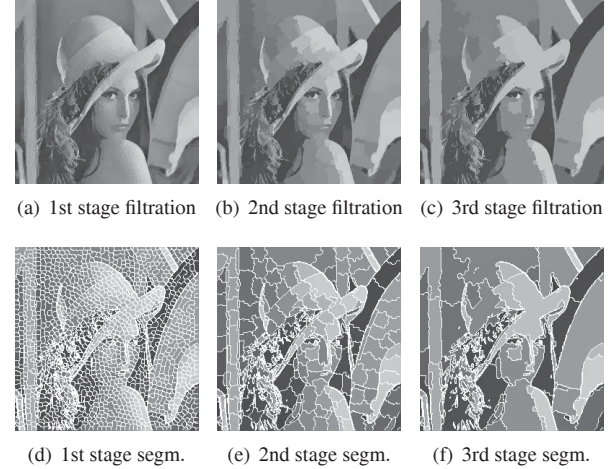 (a) 1st stage filtration (b) 2nd stage filtration (c) 3rd stage filtration
(d) 1st stage segm. (e) 2nd stage segm. (f) 3rd stage segm.